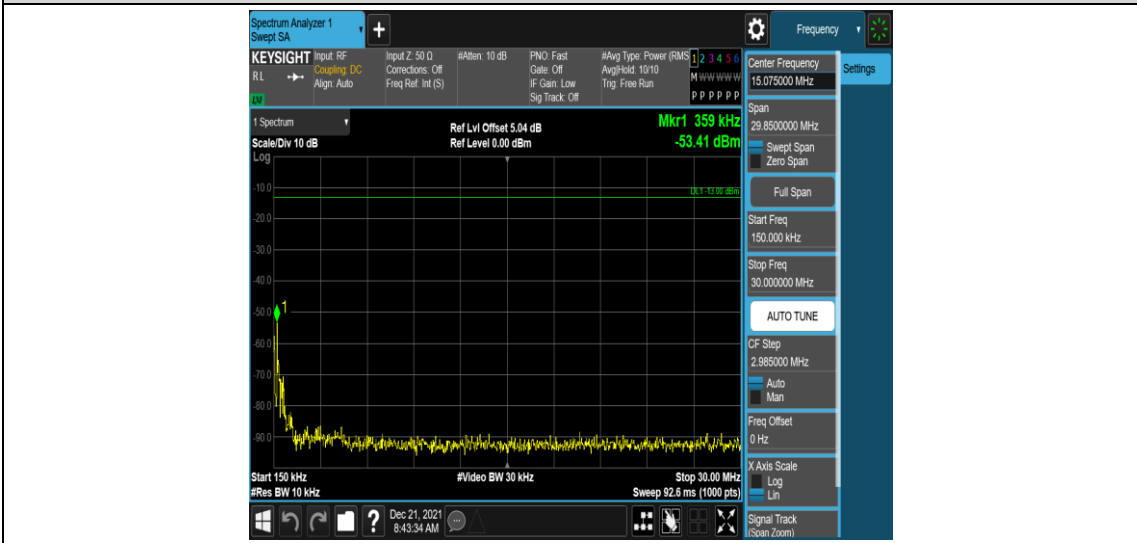 Spectrum Analyzer 1
Swept SA
+
Frequency
KEYSIGHT
RL
LXI
Input: RF
Coupling: DC
Align: Auto
Input Z: 50 Ω
Corrections: Off
Freq Ref: Int (S)
#Atten: 10 dB
PNO: Fast
Gate: Off
IF Gain: Low
Sig Track: Off
#Avg Type: Power (RMS
Avg|Hold: 10/10
Trig: Free Run
1 2 3 4 5 6
M W W W W W
P P P P P P
1 Spectrum
Scale/Div 10 dB
Log
Ref Lvl Offset 5.04 dB
Ref Level 0.00 dBm
Mkr1 359 kHz
-53.41 dBm
DL1 -13.00 dBm
-10.0
-20.0
-30.0
-40.0
-50.0
1
-60.0
-70.0
-80.0
-90.0
Start 150 kHz
#Res BW 10 kHz
#Video BW 30 kHz
Stop 30.00 MHz
Sweep 92.6 ms (1000 pts)
?
Dec 21, 2021
8:43:34 AM
Center Frequency
15.075000 MHz
Settings
Span
29.8500000 MHz
Swept Span
Zero Span
Full Span
Start Freq
150.000 kHz
Stop Freq
30.000000 MHz
AUTO TUNE
CF Step
2.985000 MHz
Auto
Man
Freq Offset
0 Hz
X Axis Scale
Log
Lin
Signal Track
(Span Zoom)